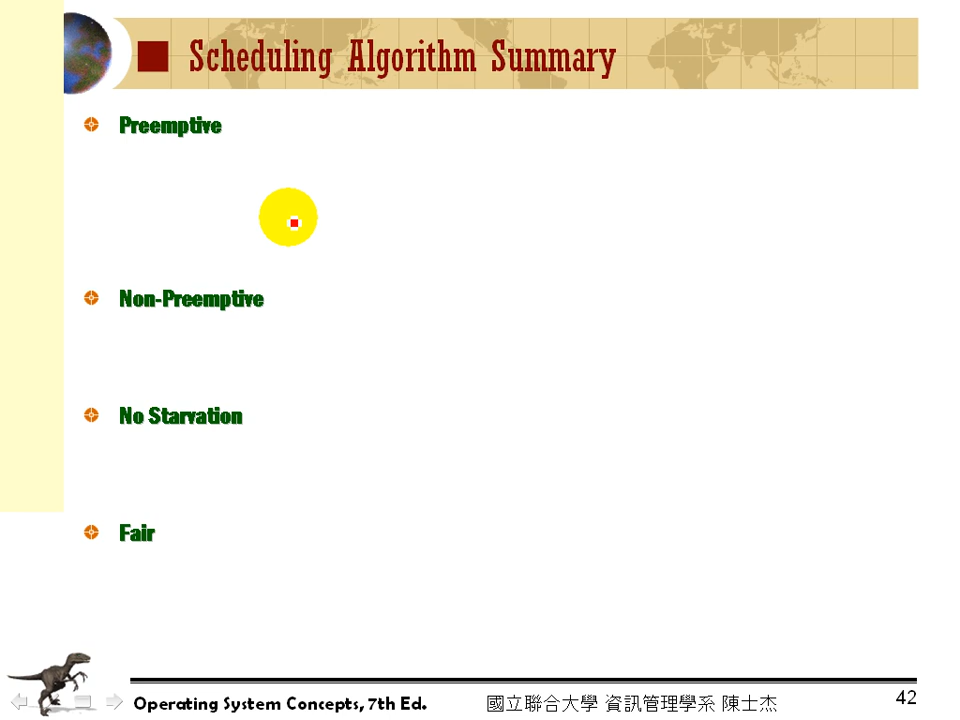 Scheduling Algorithm Summary
Preemptive
Non-Preemptive
No Starvation
Fair
Operating System Concepts, 7th Ed.
國立聯合大學 資訊管理學系 陳士杰
42